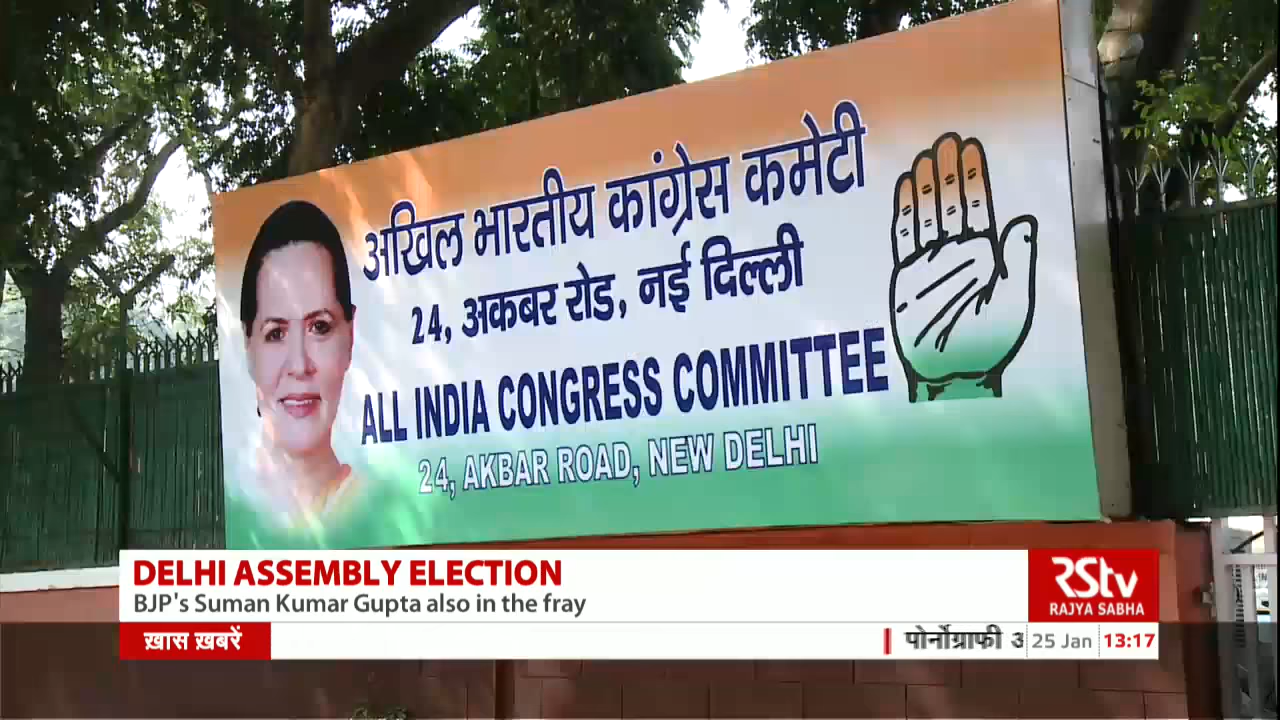 अखिल भारतीय कांग्रेस कमेटी
24, अकबर रोड, नई दिल्ली
ALL INDIA CONGRESS COMMITTEE
24, AKBAR ROAD, NEW DELHI
DELHI ASSEMBLY ELECTION
BJP's Suman Kumar Gupta also in the fray
RStv
RAJYA SABHA
ख़ास ख़बरें
पोर्नोग्राफी
25 Jan
13:17